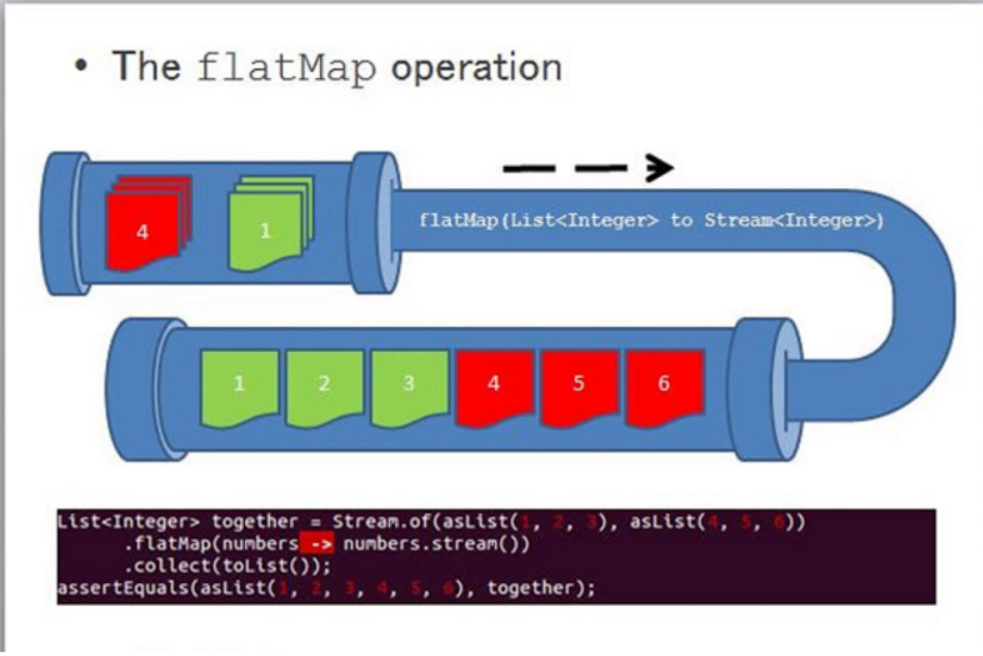 • The flatMap operation
4
1
flatMap(List<Integer> to Stream<Integer>)
1 2 3 4 5 6
List<Integer> together = Stream.of(asList(1, 2, 3), asList(4, 5, 6))
.flatMap(numbers -> numbers.stream())
.collect(toList());
assertEquals(asList(1, 2, 3, 4, 5, 6), together);